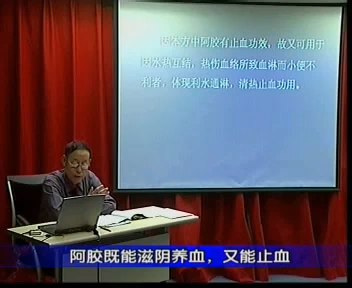 因本方中阿胶有止血功效，故又可用于
因水热互结，热伤血络所致血淋而小便不
利者，体现利水通淋，清热止血功用。
阿胶既能滋阴养血，又能止血